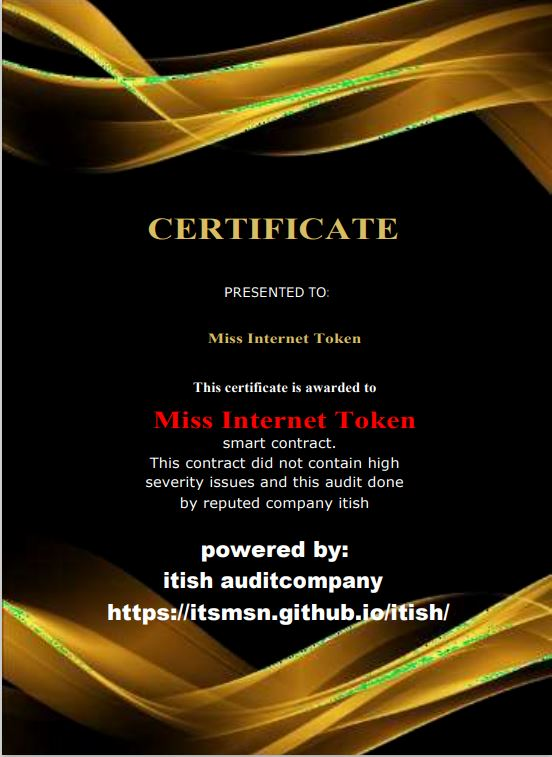 CERTIFICATE
PRESENTED TO:
Miss Internet Token
This certificate is awarded to
Miss Internet Token
smart contract.
This contract did not contain high
severity issues and this audit done
by reputed company itish
powered by:
itish auditcompany
https://itsmsn.github.io/itish/